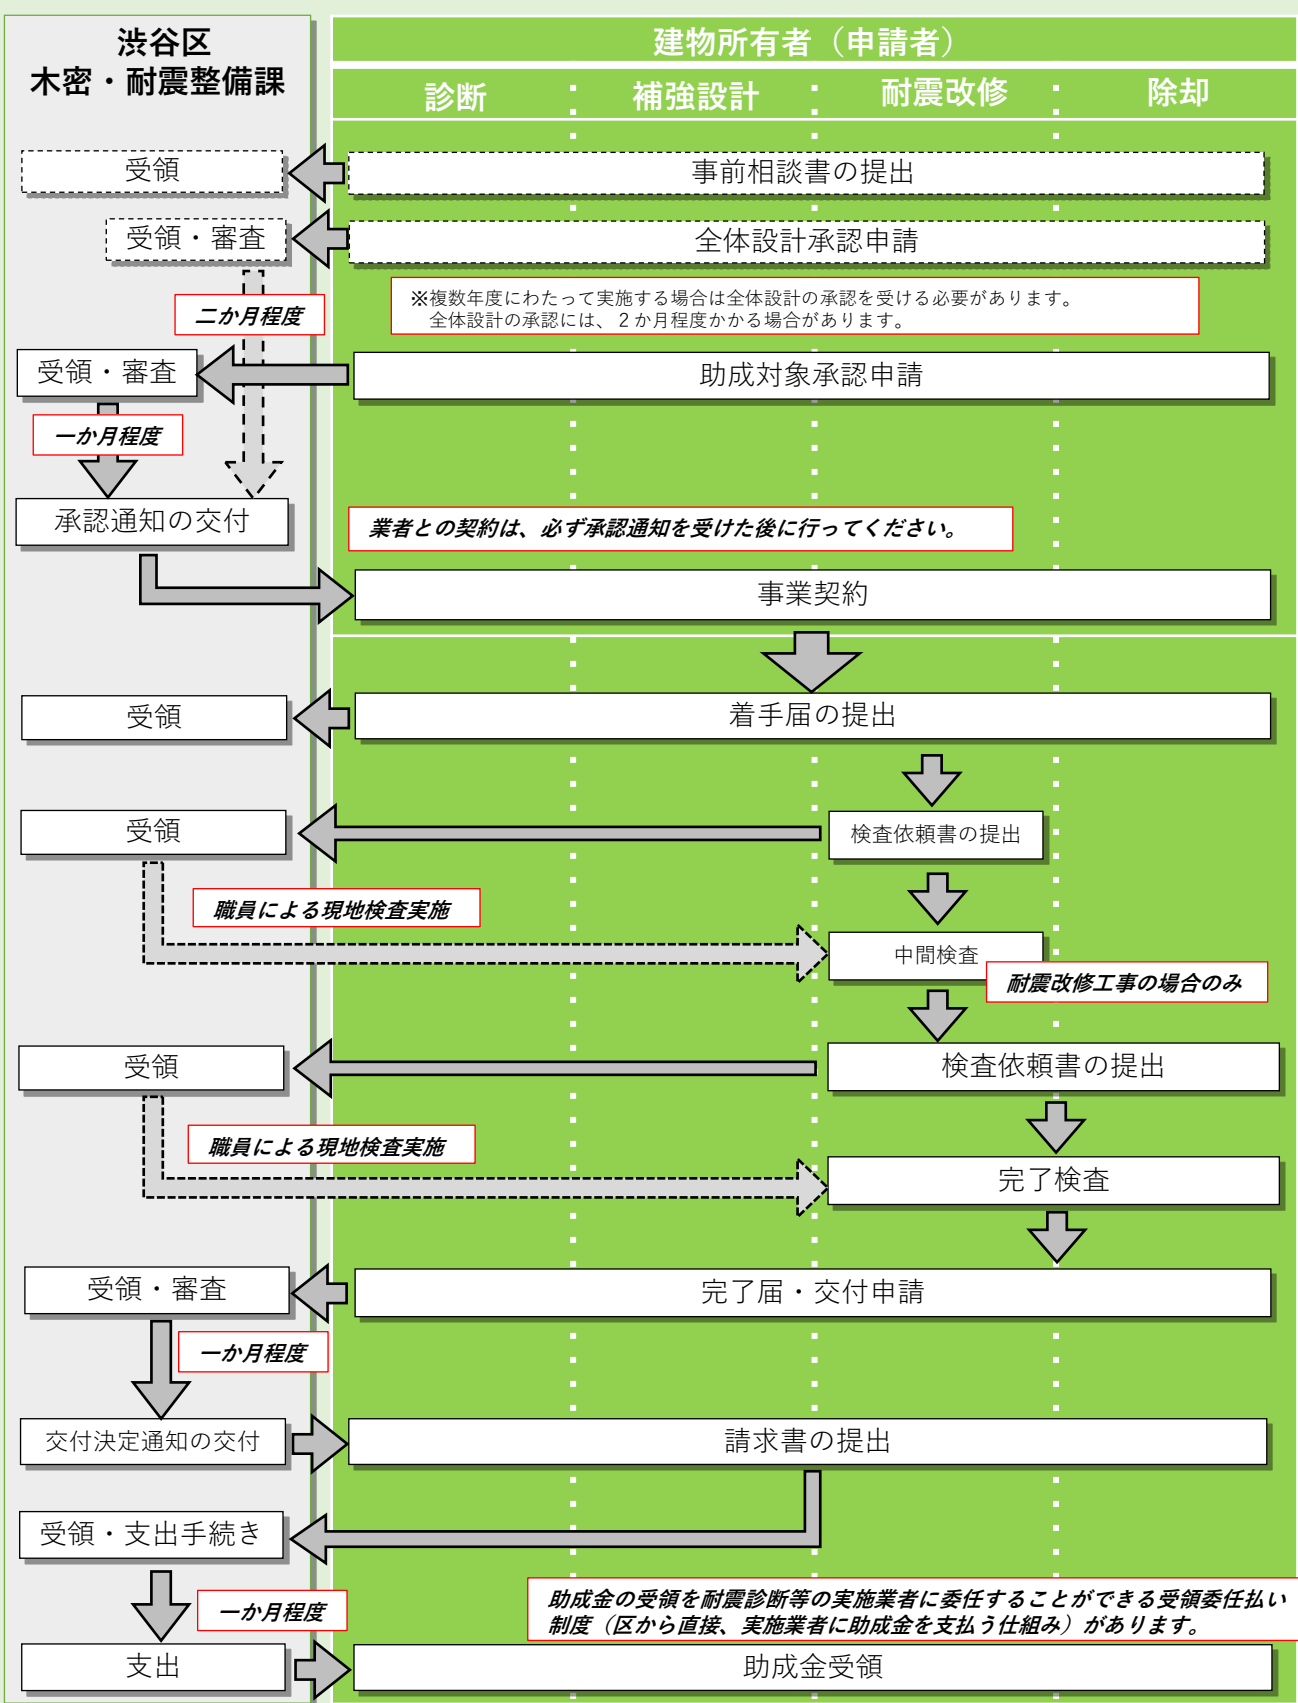 渋谷区
木密・耐震整備課
建物所有者（申請者）
診断
補強設計
耐震改修
除却
受領
事前相談書の提出
受領・審査
全体設計承認申請
※複数年度にわたって実施する場合は全体設計の承認を受ける必要があります。
全体設計の承認には、２か月程度かかる場合があります。
二か月程度
受領・審査
助成対象承認申請
一か月程度
承認通知の交付
業者との契約は、必ず承認通知を受けた後に行ってください。
事業契約
受領
着手届の提出
受領
検査依頼書の提出
職員による現地検査実施
中間検査
耐震改修工事の場合のみ
受領
検査依頼書の提出
職員による現地検査実施
完了検査
受領・審査
完了届・交付申請
一か月程度
交付決定通知の交付
請求書の提出
受領・支出手続き
一か月程度
助成金の受領を耐震診断等の実施業者に委任することができる受領委任払い
制度（区から直接、実施業者に助成金を支払う仕組み）があります。
支出
助成金受領